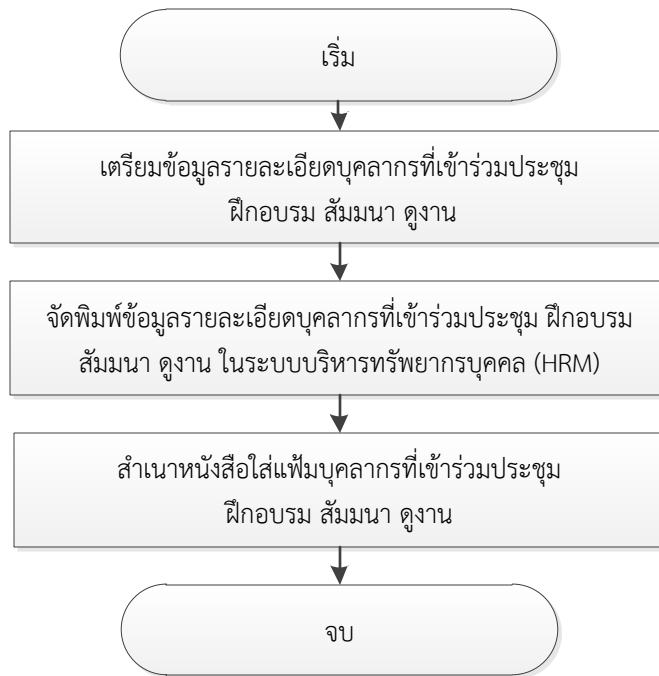 เริ่ม
เตรียมข้อมูลรายละเอียดบุคลากรที่เข้าร่วมประชุม
ฝึกอบรม สัมมนา ดูงาน
จัดพิมพ์ข้อมูลรายละเอียดบุคลากรที่เข้าร่วมประชุม ฝึกอบรม
สัมมนา ดูงาน ในระบบบริหารทรัพยากรบุคคล (HRM)
สำเนาหนังสือใส่แฟ้มบุคลากรที่เข้าร่วมประชุม
ฝึกอบรม สัมมนา ดูงาน
จบ